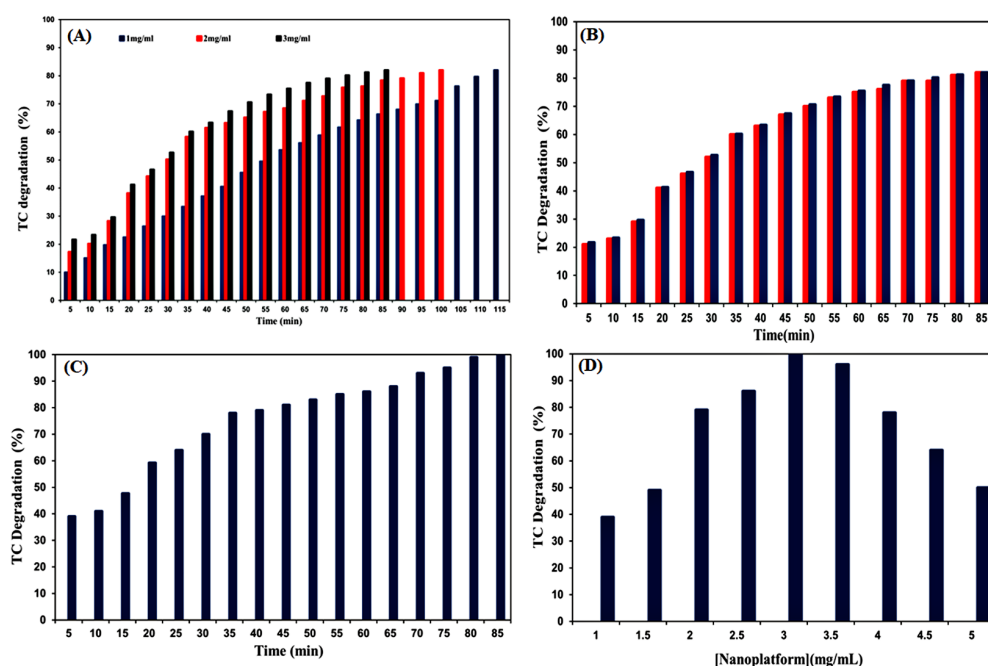 (A)
1mg/ml 2mg/ml 3mg/ml
TC degradation (%)
100
90
80
70
60
50
40
30
20
10
0
5 10 15 20 25 30 35 40 45 50 55 60 65 70 75 80 85 90 95 100 105 110 115
Time (min)
(B)
TC Degradation (%)
100
90
80
70
60
50
40
30
20
10
0
5 10 15 20 25 30 35 40 45 50 55 60 65 70 75 80 85
Time(min)
(C)
TC Degradation (%)
100
90
80
70
60
50
40
30
20
10
0
5 10 15 20 25 30 35 40 45 50 55 60 65 70 75 80 85
Time (min)
(D)
TC Degradation (%)
100
90
80
70
60
50
40
30
20
10
0
1 1.5 2 2.5 3 3.5 4 4.5 5
[Nanoplatform](mg/mL)